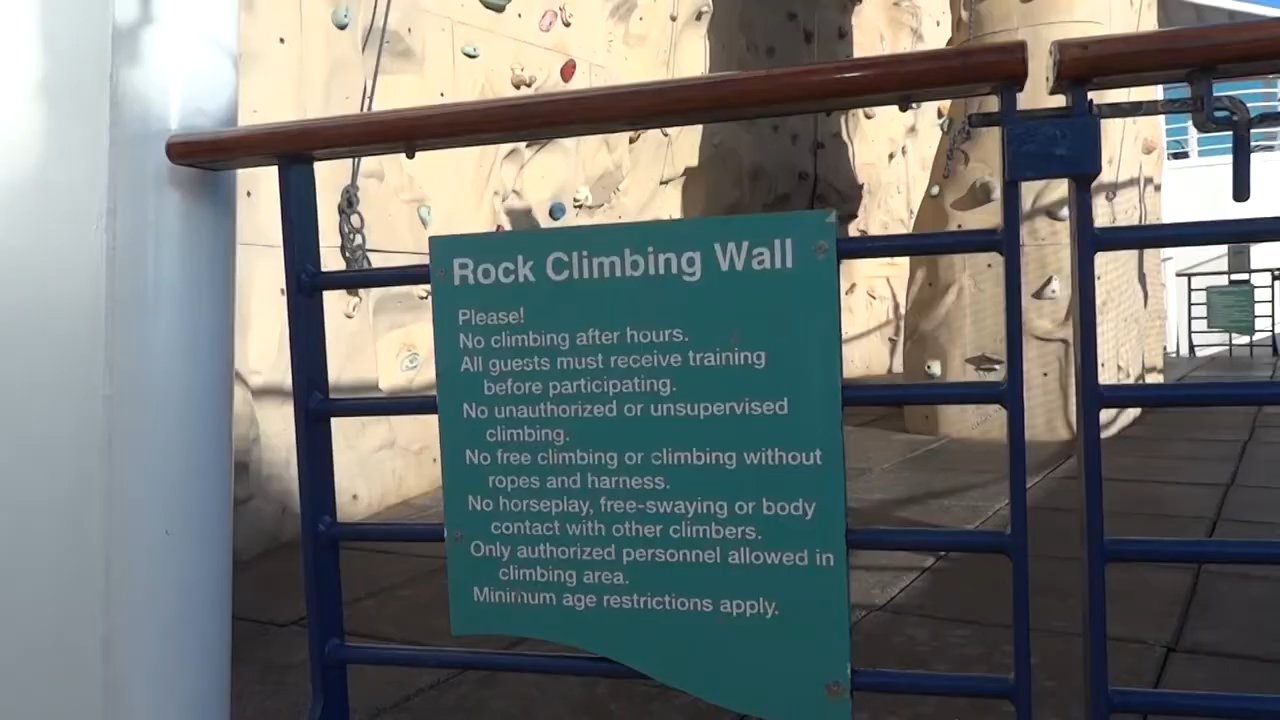 Rock Climbing Wall
Please!
No climbing after hours.
All guests must receive training
before participating.
No unauthorized or unsupervised
climbing.
No free climbing or climbing without
ropes and harness.
No horseplay, free-swaying or body
contact with other climbers.
Only authorized personnel allowed in
climbing area.
Minimum age restrictions apply.